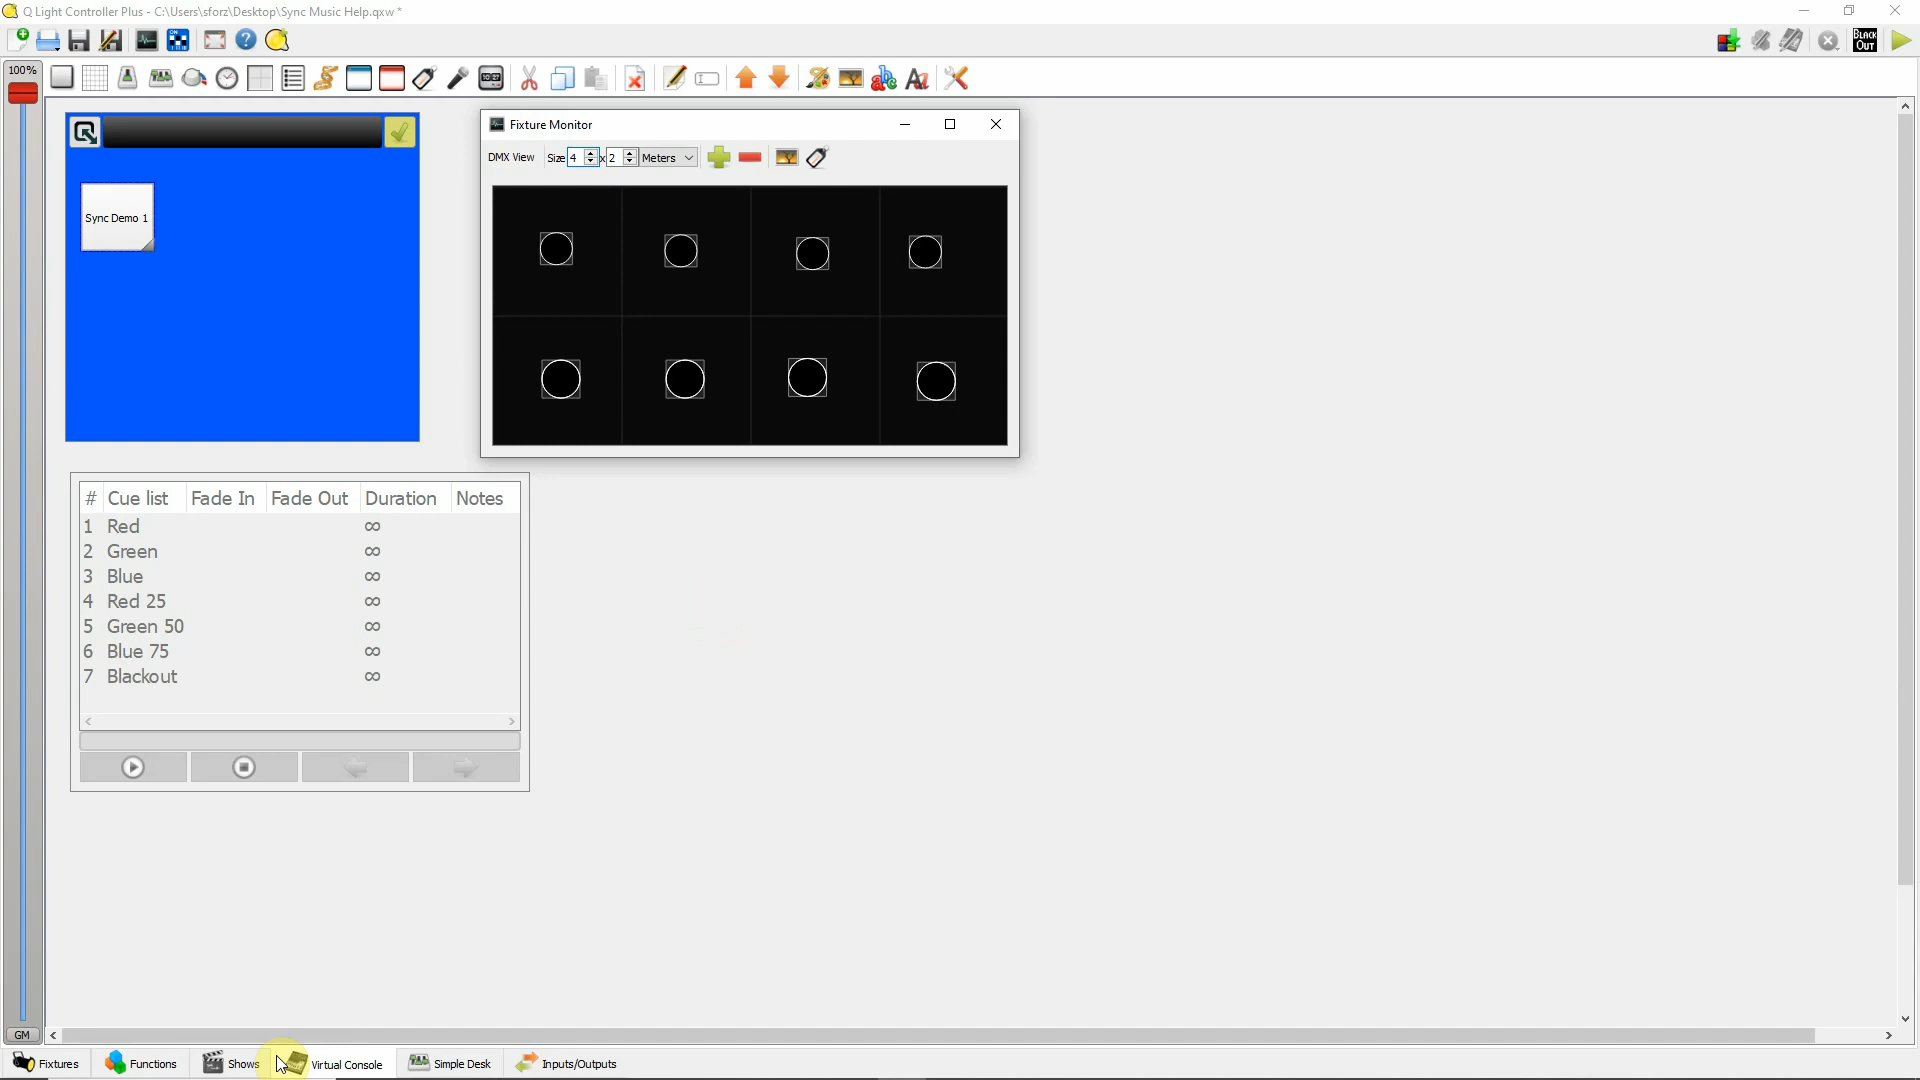 Q Light Controller Plus - C:\Users\sforz\Desktop\Sync Music Help.qxw *
BLACK OUT
100%
Fixture Monitor
DMX View Size 4 x 2 Meters
Sync Demo 1
# Cue list Fade In Fade Out Duration Notes
1 Red ∞
2 Green ∞
3 Blue ∞
4 Red 25 ∞
5 Green 50 ∞
6 Blue 75 ∞
7 Blackout ∞
GM
Fixtures Functions Shows Virtual Console Simple Desk Inputs/Outputs